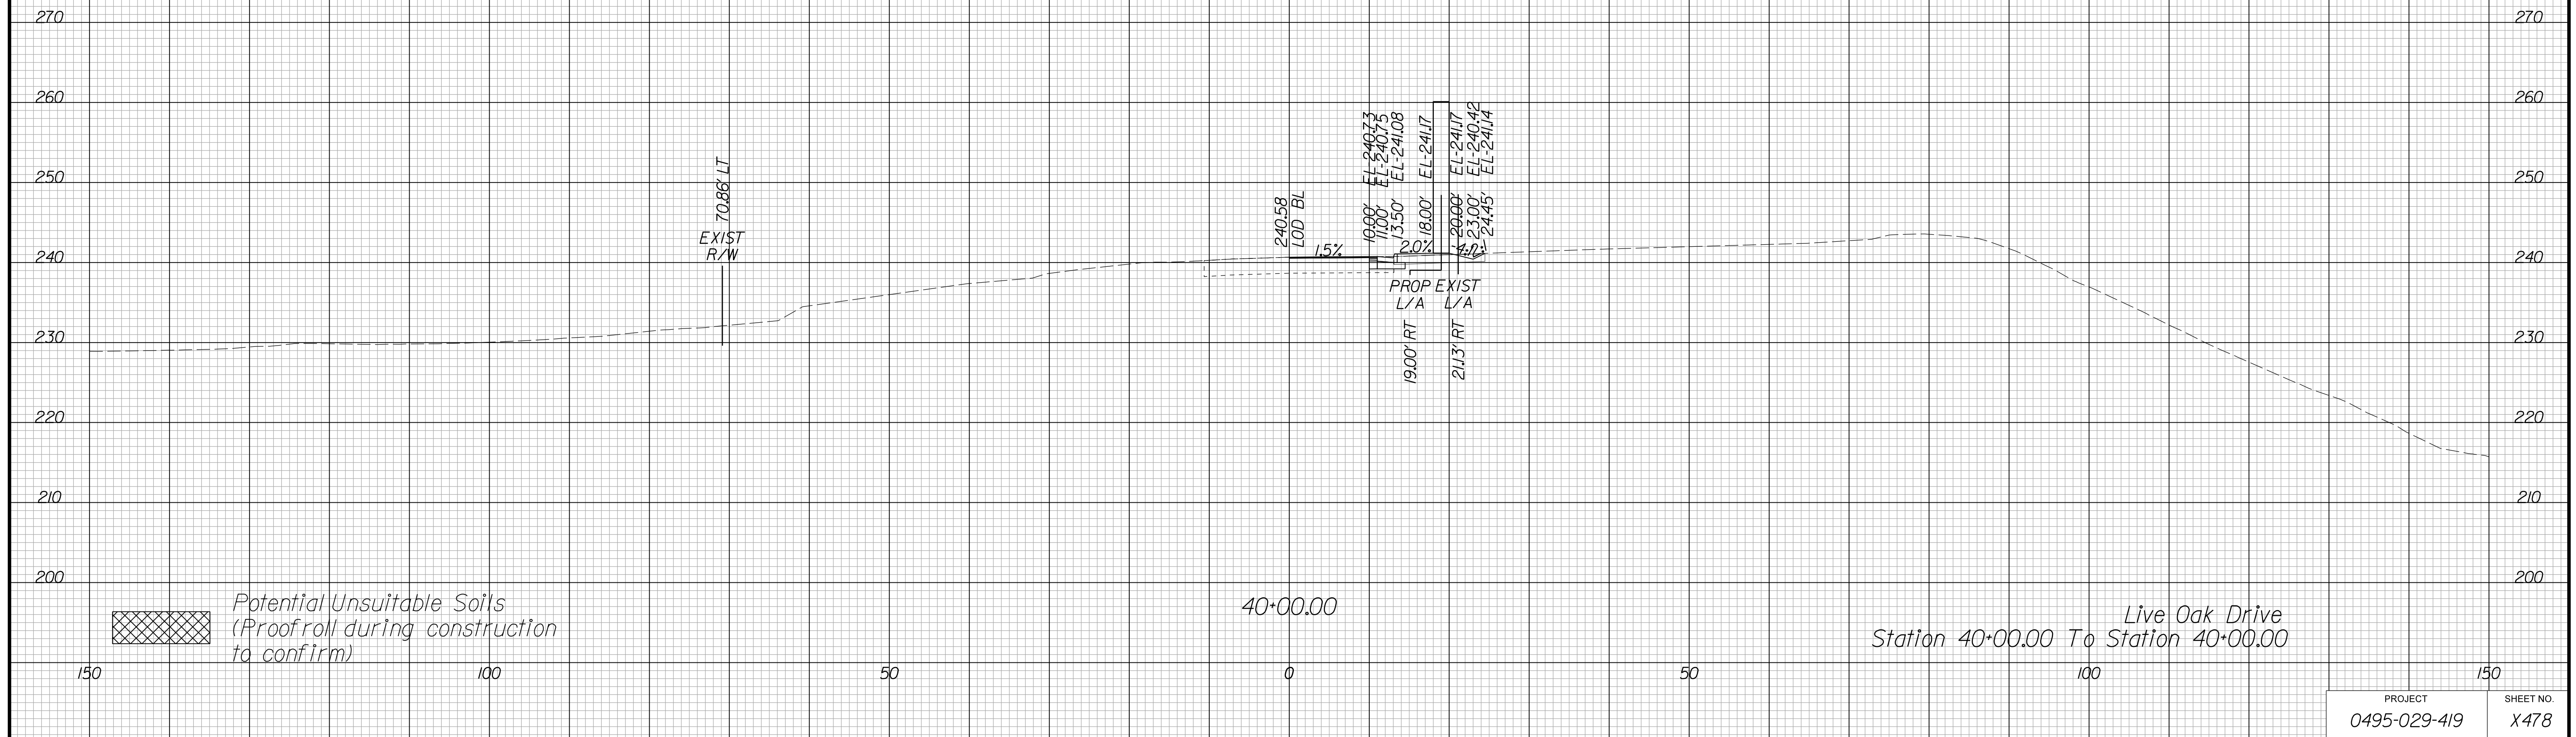 270
270
260
260
250
250
240
240
230
230
220
220
210
210
200
200
70.86' LT
EXIST
R/W
240.58
LOD BL
1.5%
10.00' EL-240.73
11.00' EL-240.75
13.50' EL-241.08
18.00' EL-241.17
20.00' EL-241.17
23.00' EL-240.42
24.45' EL-241.14
2.0%
PROP
L/A
EXIST
L/A
19.00' RT
21.13' RT
Potential Unsuitable Soils
(Proofroll during construction
to confirm)
40+00.00
Live Oak Drive
Station 40+00.00 To Station 40+00.00
150
100
50
0
50
100
150
PROJECT
0495-029-419
SHEET NO.
X478